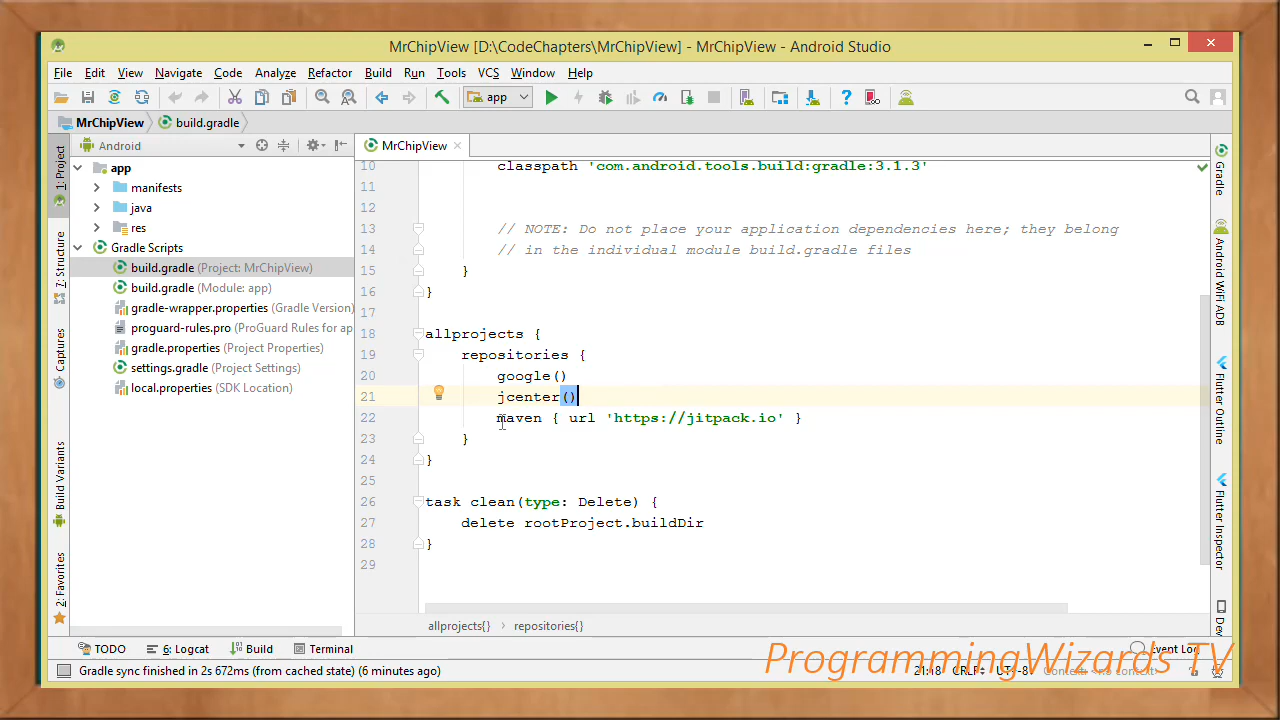 MrChipView [D:\CodeChapters\MrChipView] - MrChipView - Android Studio
File Edit View Navigate Code Analyze Refactor Build Run Tools VCS Window Help
app
MrChipView build.gradle
Android
MrChipView
1: Project
7: Structure
Captures
Build Variants
2: Favorites
app
manifests
java
res
Gradle Scripts
build.gradle (Project: MrChipView)
build.gradle (Module: app)
gradle-wrapper.properties (Gradle Version)
proguard-rules.pro (ProGuard Rules for ap
gradle.properties (Project Properties)
settings.gradle (Project Settings)
local.properties (SDK Location)
10 classpath 'com.android.tools.build:gradle:3.1.3'
11
12
13 // NOTE: Do not place your application dependencies here; they belong
14 // in the individual module build.gradle files
15 }
16 }
17
18 allprojects {
19 repositories {
20 google()
21 jcenter()
22 maven { url 'https://jitpack.io' }
23 }
24 }
25
26 task clean(type: Delete) {
27 delete rootProject.buildDir
28 }
29
allprojects{} repositories{}
Gradle
Android WiFi ADB
Flutter Outline
Flutter Inspector
TODO 6: Logcat Build Terminal Event Log
ProgrammingWizards TV
Gradle sync finished in 2s 672ms (from cached state) (6 minutes ago) 21:18 CRLF UTF-8 Context: <no context>